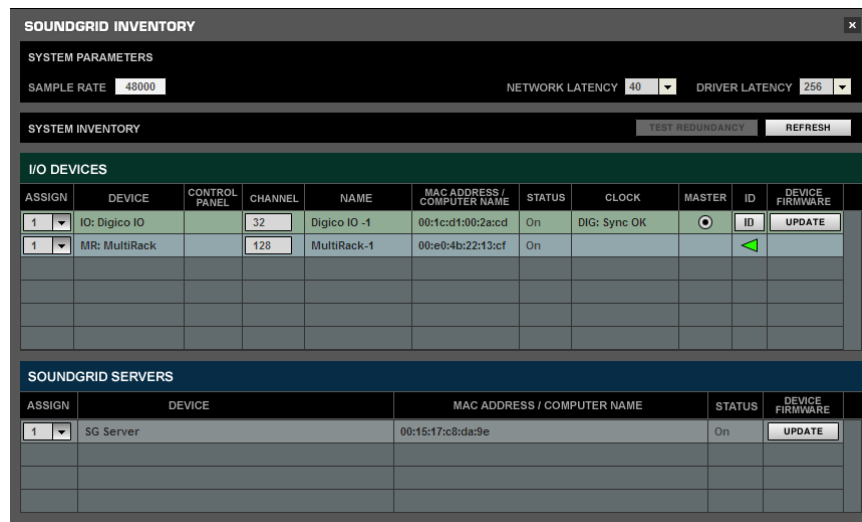 SOUNDGRID INVENTORY x
SYSTEM PARAMETERS
SAMPLE RATE 48000 NETWORK LATENCY 40 DRIVER LATENCY 256
SYSTEM INVENTORY TEST REDUNDANCY REFRESH
I/O DEVICES
ASSIGN DEVICE CONTROL PANEL CHANNEL NAME MAC ADDRESS / COMPUTER NAME STATUS CLOCK MASTER ID DEVICE FIRMWARE
1 IO: Digico IO 32 Digico IO -1 00:1c:d1:00:2a:cd On DIG: Sync OK ID UPDATE
1 MR: MultiRack 128 MultiRack-1 00:e0:4b:22:13:cf On
SOUNDGRID SERVERS
ASSIGN DEVICE MAC ADDRESS / COMPUTER NAME STATUS DEVICE FIRMWARE
1 SG Server 00:15:17:c8:da:9e On UPDATE